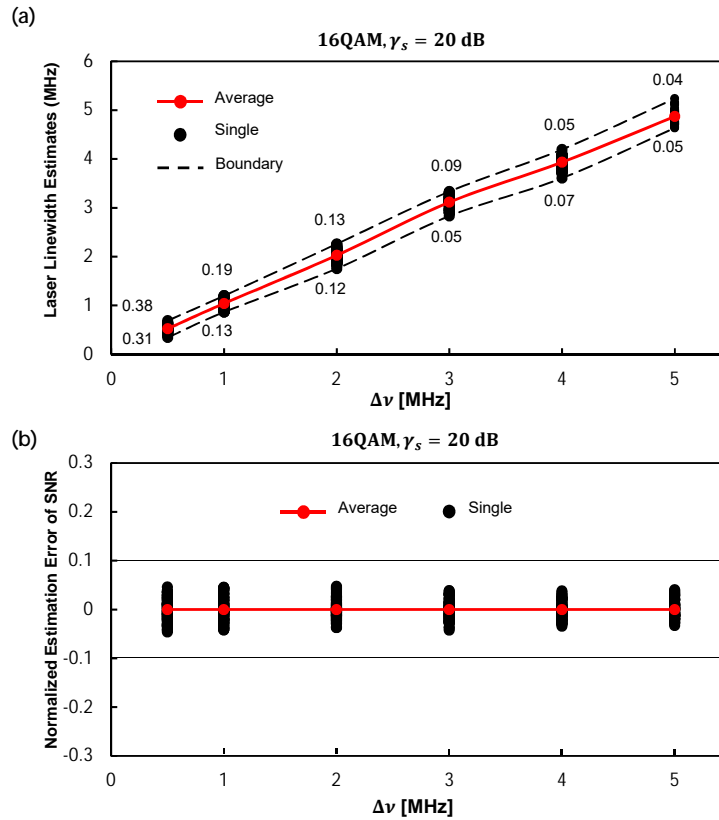 (a)
16QAM, γs = 20 dB
Laser Linewidth Estimates (MHz)
6
5
4
3
2
1
0
Average
Single
Boundary
0.38
0.31
0.19
0.13
0.13
0.12
0.09
0.05
0.05
0.07
0.04
0.05
0
1
2
3
4
5
Δν [MHz]
(b)
16QAM, γs = 20 dB
Normalized Estimation Error of SNR
0.3
0.2
0.1
0
-0.1
-0.2
-0.3
Average
Single
0
1
2
3
4
5
Δν [MHz]